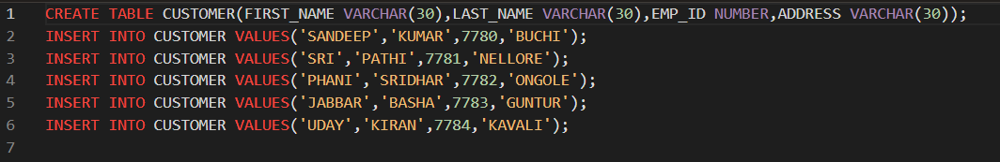 1 CREATE TABLE CUSTOMER(FIRST_NAME VARCHAR(30),LAST_NAME VARCHAR(30),EMP_ID NUMBER,ADDRESS VARCHAR(30));
2 INSERT INTO CUSTOMER VALUES('SANDEEP','KUMAR',7780,'BUCHI');
3 INSERT INTO CUSTOMER VALUES('SRI','PATHI',7781,'NELLORE');
4 INSERT INTO CUSTOMER VALUES('PHANI','SRIDHAR',7782,'ONGOLE');
5 INSERT INTO CUSTOMER VALUES('JABBAR','BASHA',7783,'GUNTUR');
6 INSERT INTO CUSTOMER VALUES('UDAY','KIRAN',7784,'KAVALI');
7